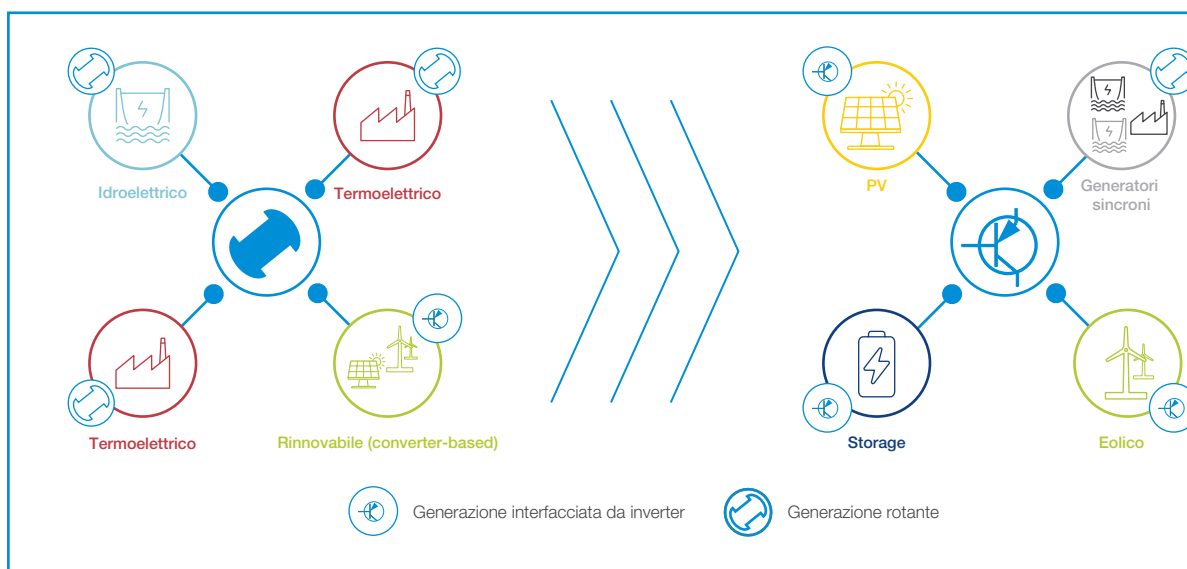 Idroelettrico
Termoelettrico
PV
Generatori
sincroni
Termoelettrico
Rinnovabile (converter-based)
Storage
Eolico
Generazione interfacciata da inverter
Generazione rotante